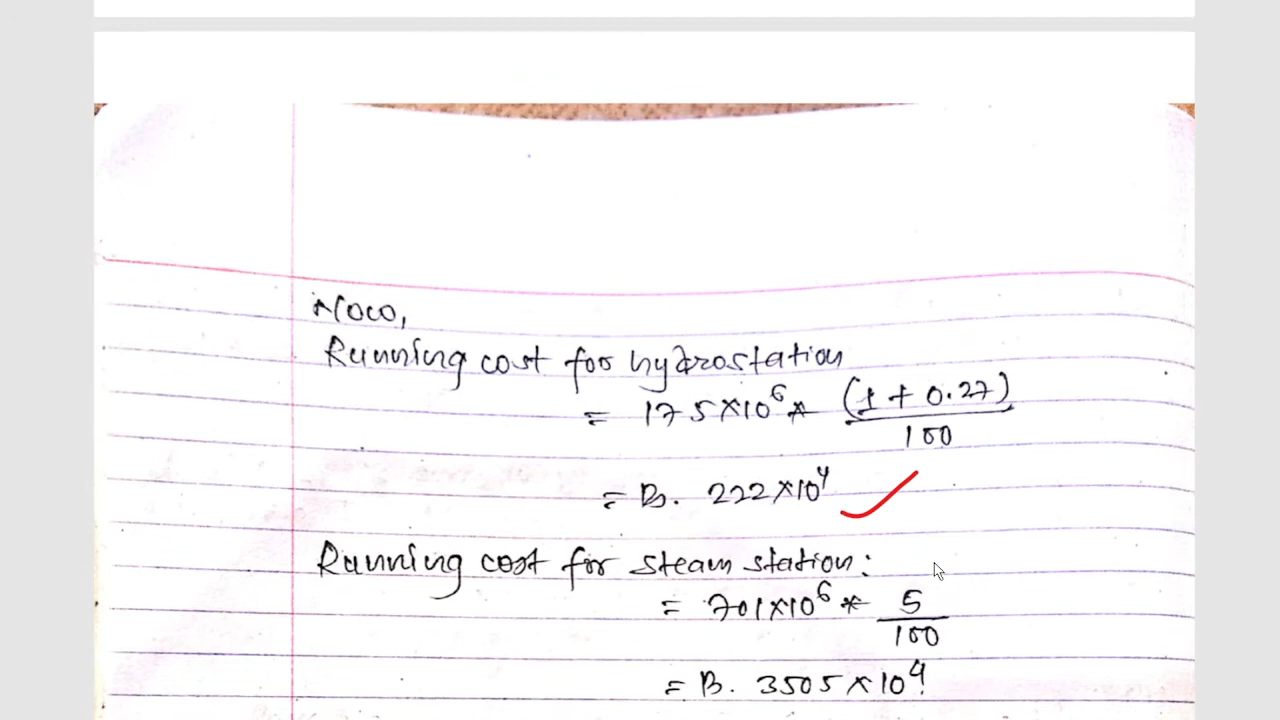 Now,
Running cost for hydrostation
= 175×10⁶ * (1 + 0.27)
100
= Rs. 222×10⁴
Running cost for steam station:
= 701×10⁶ * 5
100
= Rs. 3505×10⁴